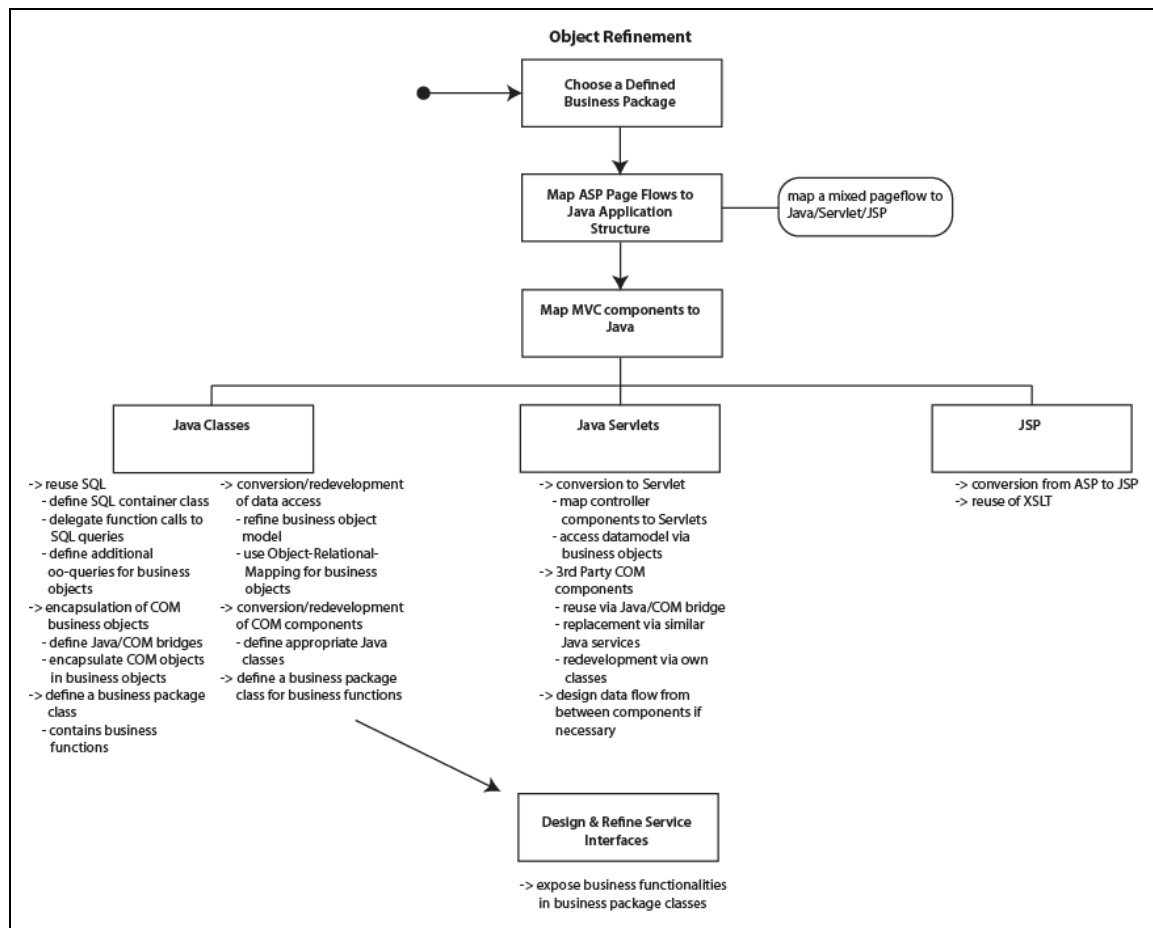 Object Refinement
Choose a Defined
Business Package
Map ASP Page Flows to
Java Application
Structure
map a mixed pageflow to
Java/Servlet/JSP
Map MVC components to
Java
Java Classes
-> reuse SQL
- define SQL container class
- delegate function calls to
SQL queries
- define additional
oo-queries for business
objects
-> encapsulation of COM
business objects
- define Java/COM bridges
- encapsulate COM objects
in business objects
-> define a business package
class
- contains business
functions
-> conversion/redevelopment
of data access
- refine business object
model
- use Object-Relational-
Mapping for business
objects
-> conversion/redevelopment
of COM components
- define appropriate Java
classes
-> define a business package
class for business functions
Java Servlets
-> conversion to Servlet
- map controller
components to Servlets
- access datamodel via
business objects
-> 3rd Party COM
components
- reuse via Java/COM bridge
- replacement via similar
Java services
- redevelopment via own
classes
-> design data flow from
between components if
necessary
JSP
-> conversion from ASP to JSP
-> reuse of XSLT
Design & Refine Service
Interfaces
-> expose business functionalities
in business package classes